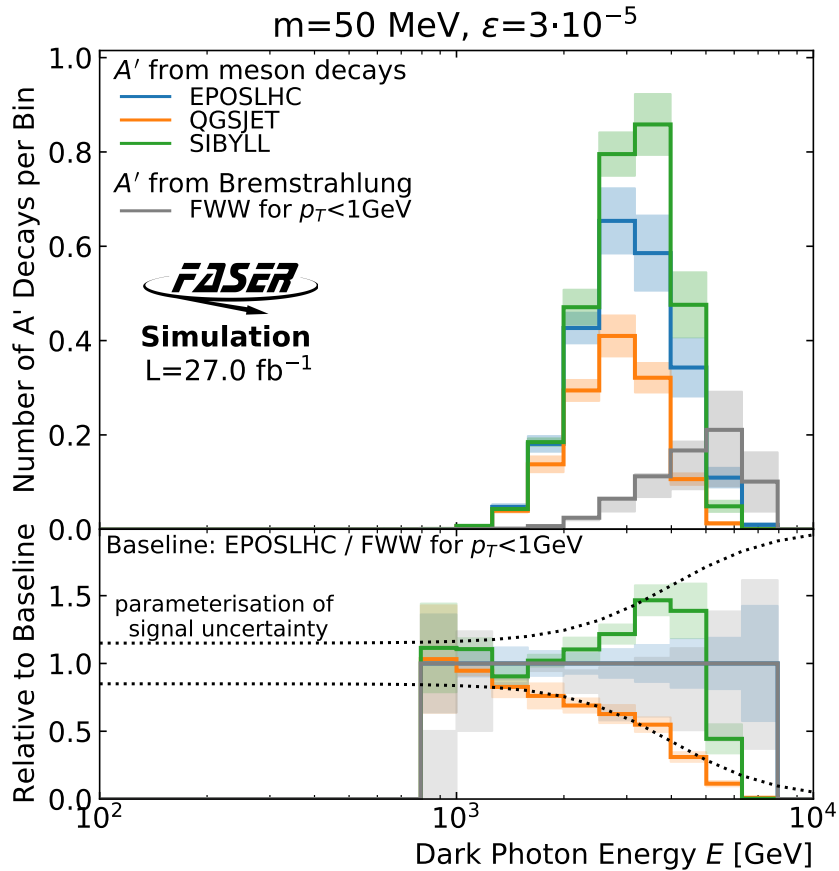 m=50 MeV, ε=3·10⁻⁵
1.0
0.8
0.6
0.4
0.2
0.0
Number of A' Decays per Bin
A′ from meson decays
EPOSLHC
QGSJET
SIBYLL
A′ from Bremstrahlung
FWW for p_T<1GeV
FASER
Simulation
L=27.0 fb⁻¹
Baseline: EPOSLHC / FWW for p_T<1GeV
parameterisation of
signal uncertainty
1.5
1.0
0.5
0.0
Relative to Baseline
10² 10³ 10⁴
Dark Photon Energy E [GeV]